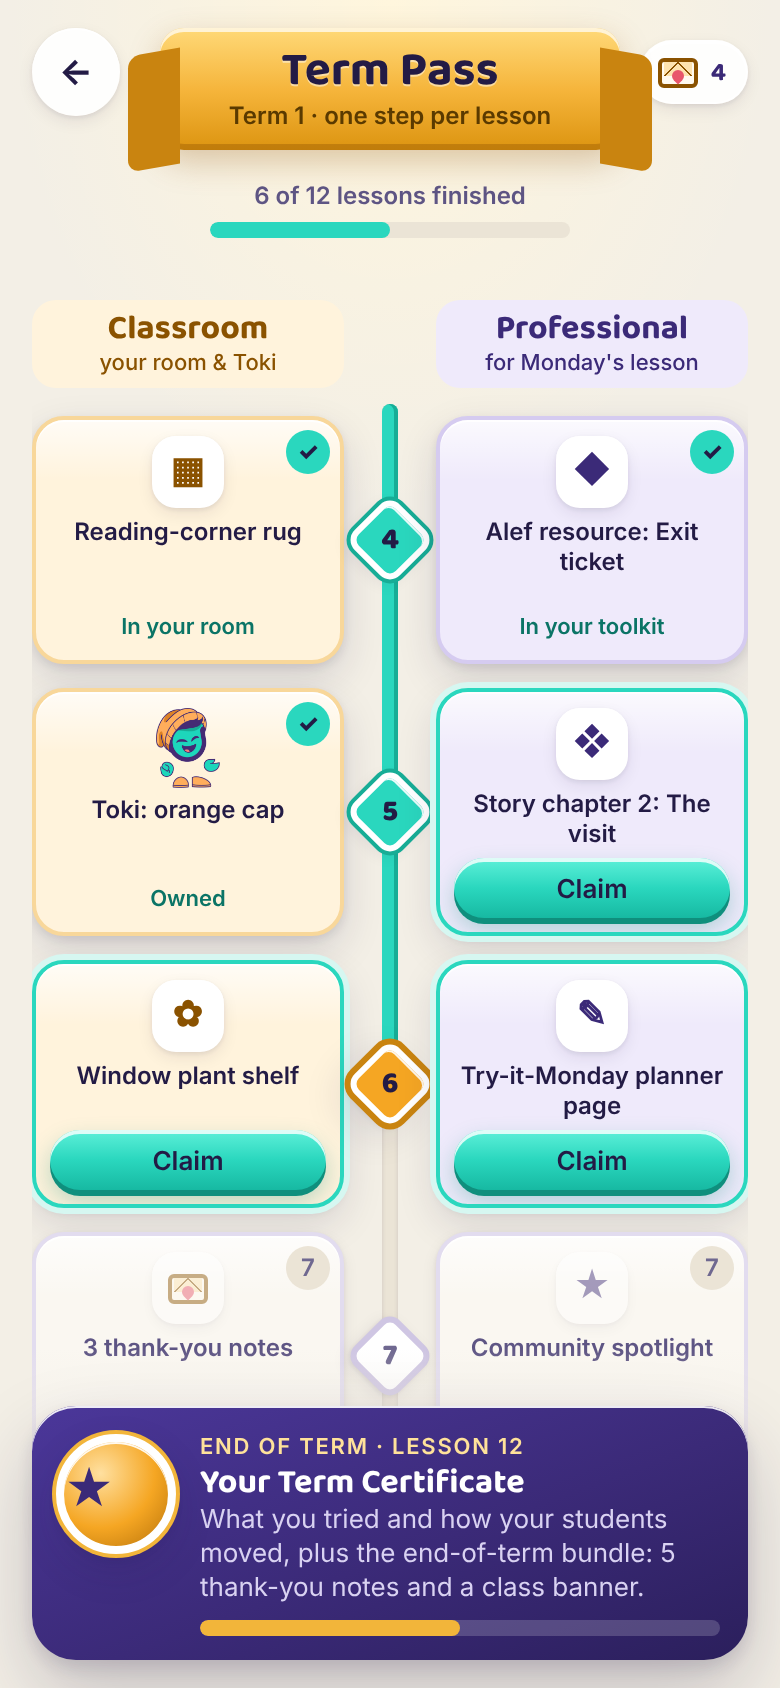 Term Pass
Term 1 · one step per lesson
4
6 of 12 lessons finished
Classroom
your room & Toki
Professional
for Monday's lesson
Reading-corner rug
In your room
4
Alef resource: Exit
ticket
In your toolkit
Toki: orange cap
Owned
5
Story chapter 2: The
visit
Claim
Window plant shelf
Claim
6
Try-it-Monday planner
page
Claim
7
3 thank-you notes
7
7
Community spotlight
END OF TERM · LESSON 12
Your Term Certificate
What you tried and how your students
moved, plus the end-of-term bundle: 5
thank-you notes and a class banner.